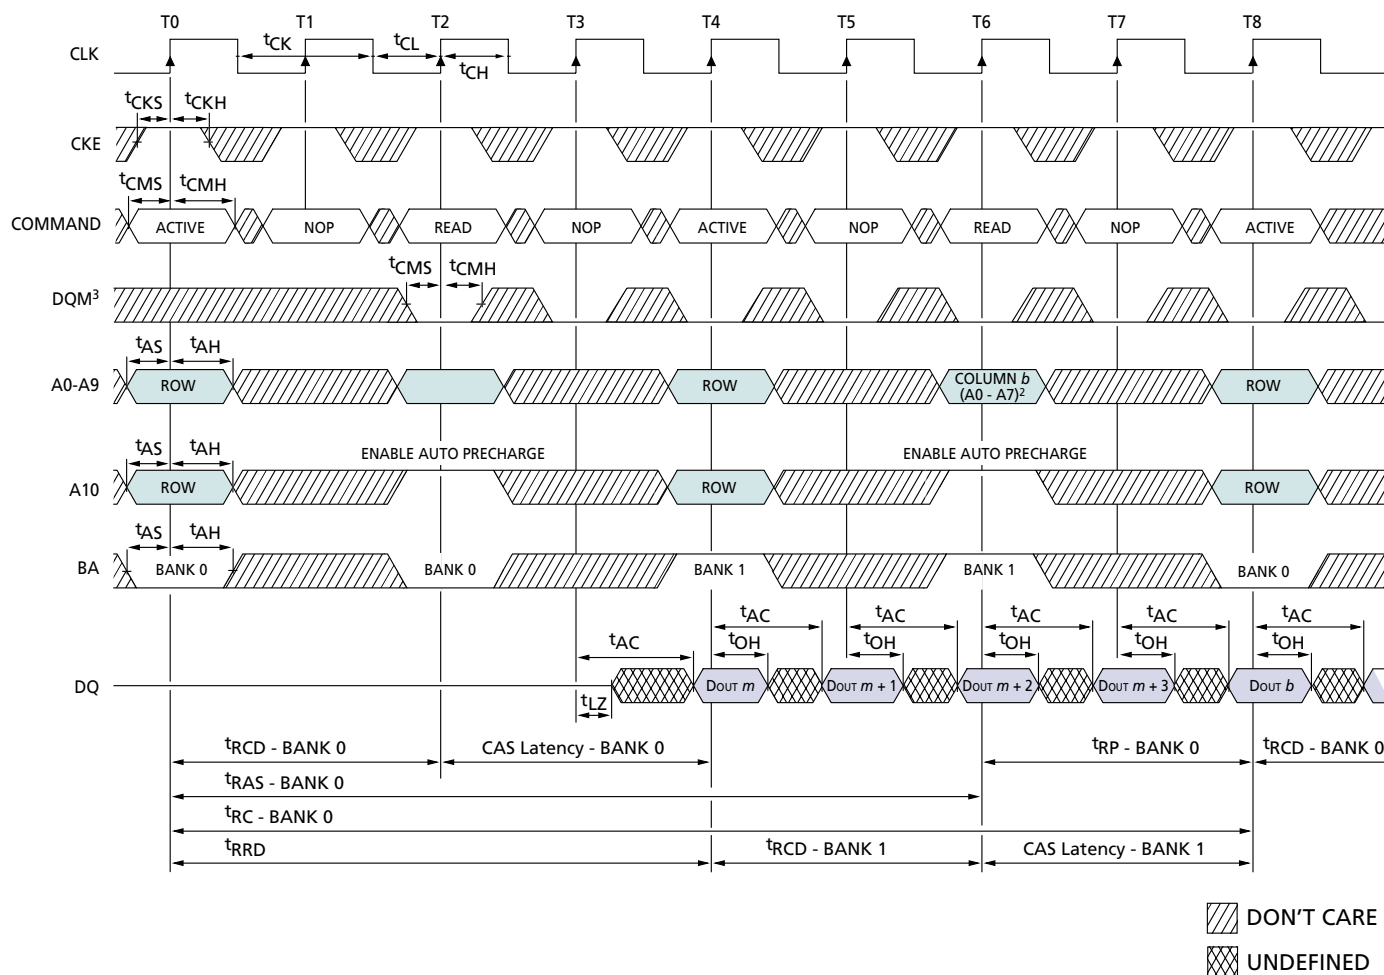 T0 T1 T2 T3 T4 T5 T6 T7 T8
CLK tCK tCL
tCH
tCKS tCKH
CKE
tCMS tCMH
COMMAND ACTIVE NOP READ NOP ACTIVE NOP READ NOP ACTIVE
tCMS tCMH
DQM3
tAS tAH
A0-A9 ROW ROW COLUMN b ROW
(A0 - A7)2
tAS tAH ENABLE AUTO PRECHARGE ENABLE AUTO PRECHARGE
A10 ROW ROW ROW
tAS tAH
BA BANK 0 BANK 0 BANK 1 BANK 1 BANK 0
tAC tAC tAC tAC tAC
tAC tOH tOH tOH tOH tOH
DQ DOUT m DOUT m + 1 DOUT m + 2 DOUT m + 3 DOUT b
tLZ
tRCD - BANK 0 CAS Latency - BANK 0 tRP - BANK 0 tRCD - BANK 0
tRAS - BANK 0
tRC - BANK 0
tRRD tRCD - BANK 1 CAS Latency - BANK 1
DON'T CARE
UNDEFINED